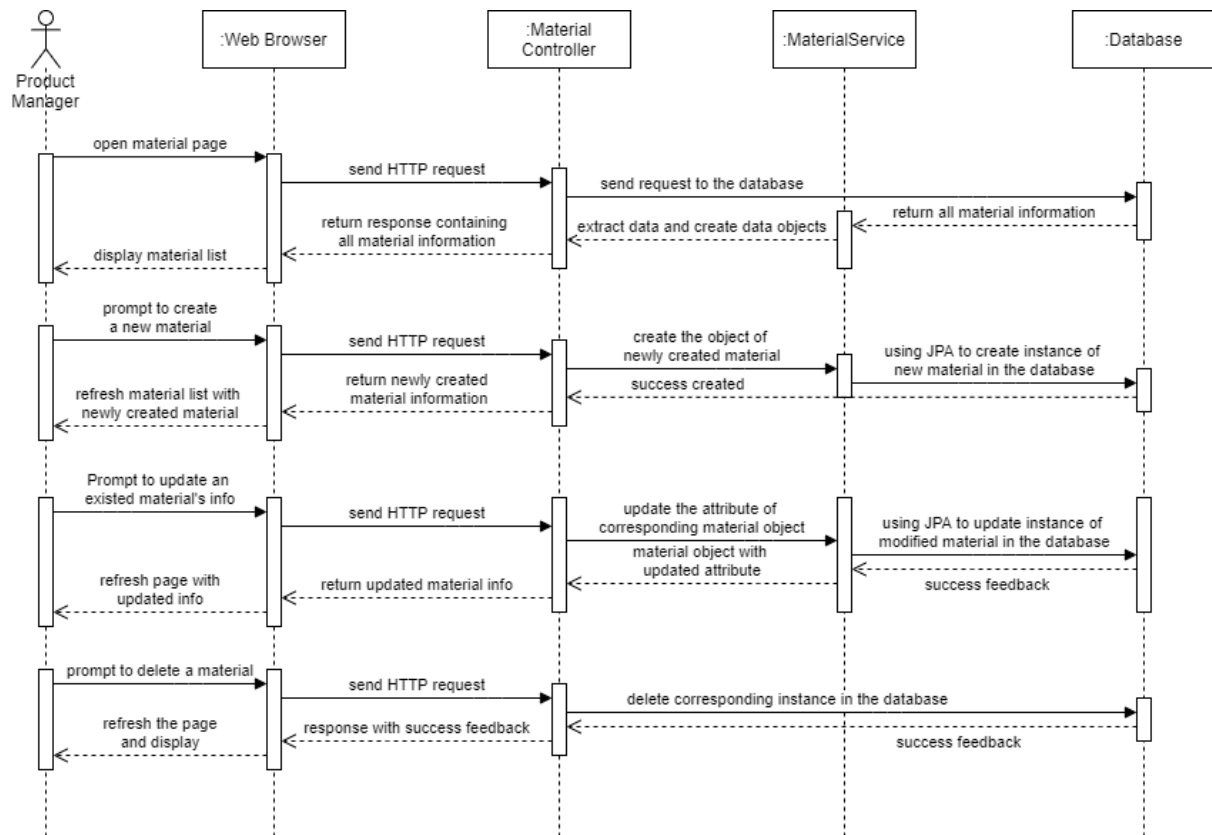 Product
Manager
:Web Browser
:Material
Controller
:MaterialService
:Database
open material page
send HTTP request
send request to the database
return all material information
extract data and create data objects
return response containing
all material information
display material list
prompt to create
a new material
send HTTP request
create the object of
newly created material
using JPA to create instance of
new material in the database
success created
return newly created
material information
refresh material list with
newly created material
Prompt to update an
existed material's info
send HTTP request
update the attribute of
corresponding material object
using JPA to update instance of
modified material in the database
success feedback
material object with
updated attribute
return updated material info
refresh page with
updated info
prompt to delete a material
send HTTP request
delete corresponding instance in the database
success feedback
response with success feedback
refresh the page
and display